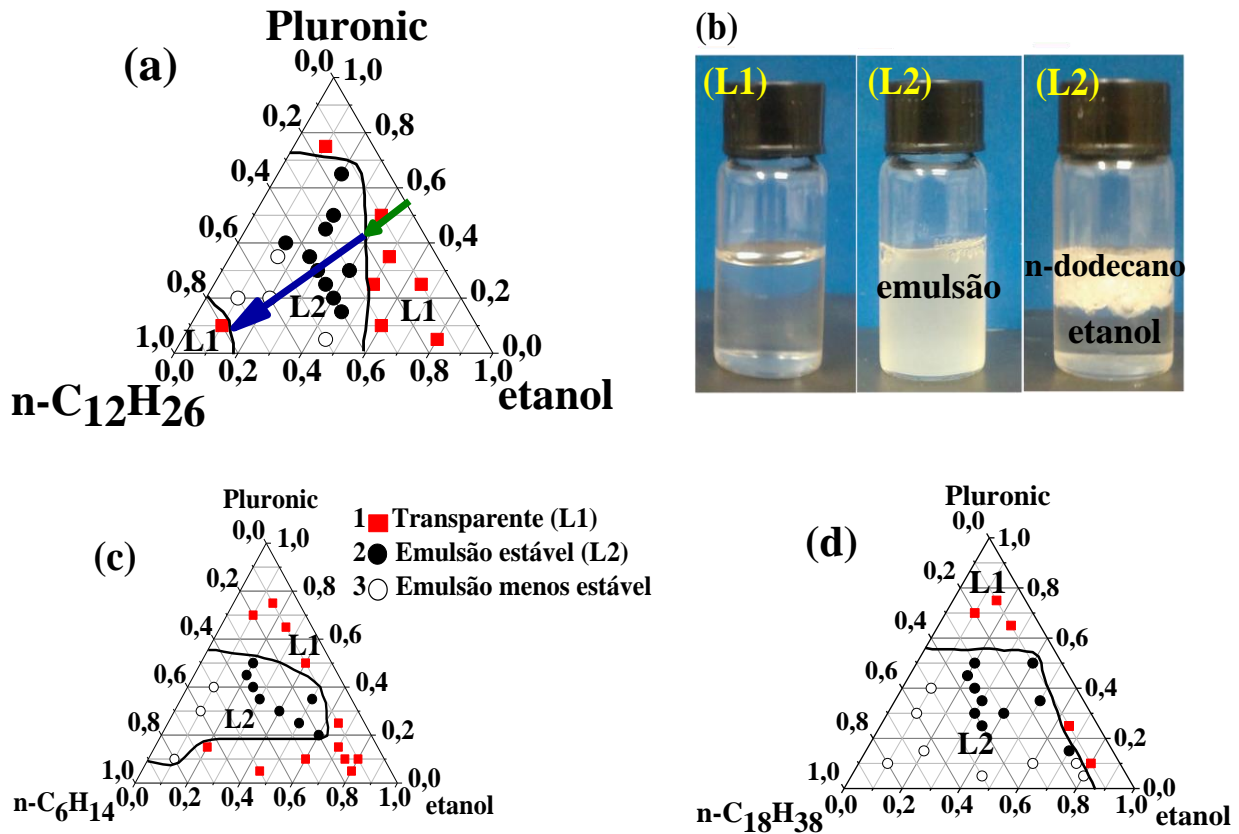 (a)
Pluronic
0,0 1,0
0,2 0,8
0,4 0,6
0,6 0,4
0,8 0,2
1,0 0,0
L2 L1
L1
0,0 0,2 0,4 0,6 0,8 1,0
n-C12H26 etanol
(b)
(L1) (L2) (L2)
emulsão
n-dodecano
etanol
(c)
Pluronic
0,0 1,0
0,2 0,8
0,4 0,6
0,6 0,4
0,8 0,2
1,0 0,0
L1
L2
0,0 0,2 0,4 0,6 0,8 1,0
n-C6H14 etanol
1 Transparente (L1)
2 Emulsão estável (L2)
3 Emulsão menos estável
(d)
Pluronic
0,0 1,0
0,2 0,8
0,4 0,6
0,6 0,4
0,8 0,2
1,0 0,0
L1
L2
0,0 0,2 0,4 0,6 0,8 1,0
n-C18H38 etanol